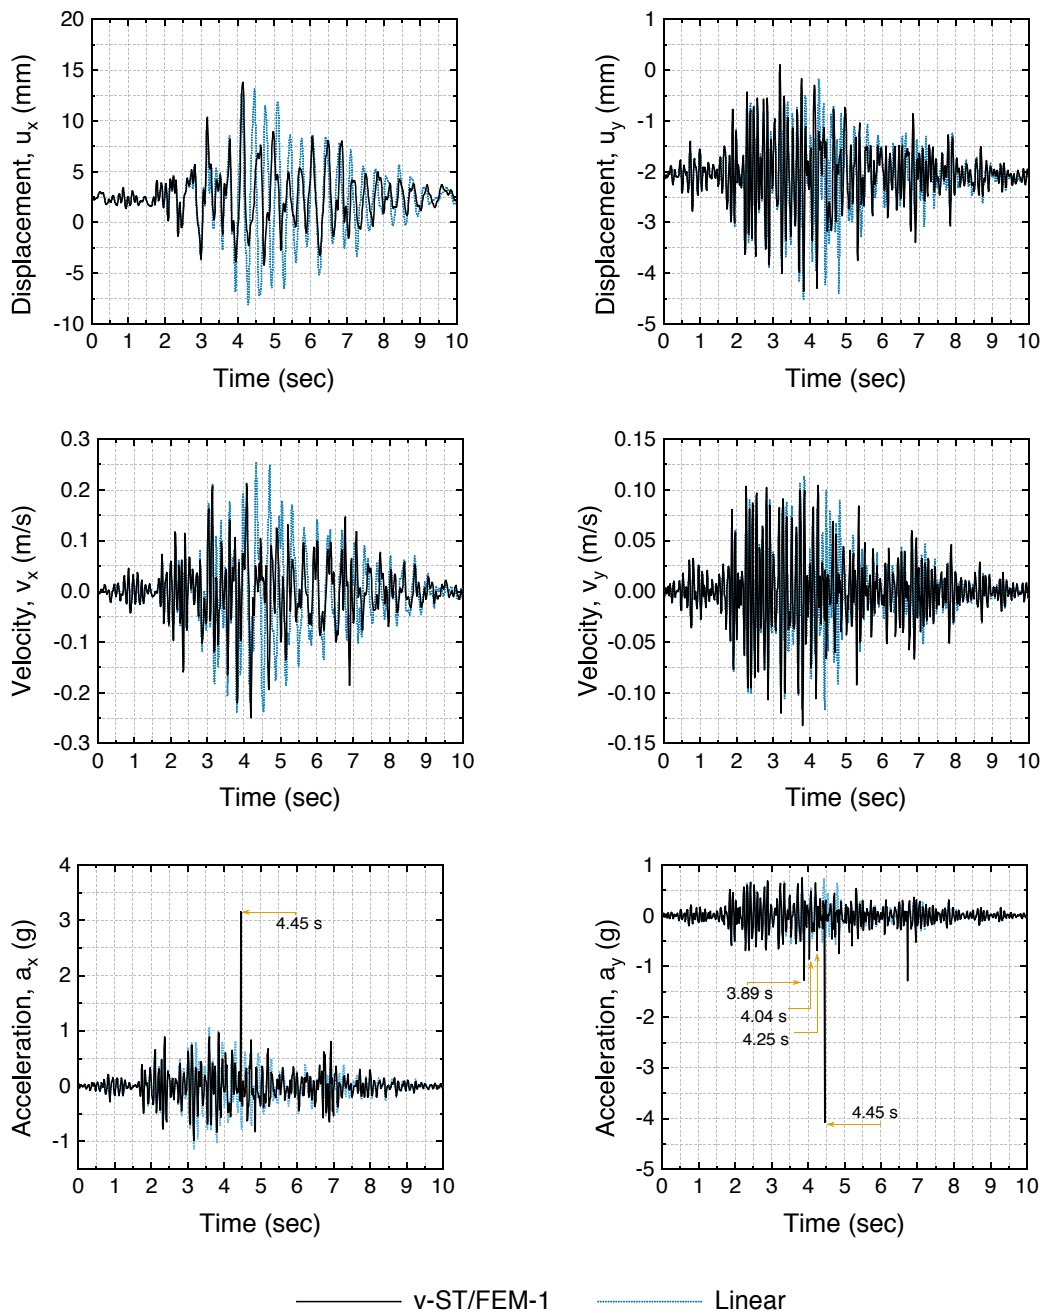 Displacement, u_x (mm)
20
15
10
5
0
-5
-10
0 1 2 3 4 5 6 7 8 9 10
Time (sec)
Displacement, u_y (mm)
1
0
-1
-2
-3
-4
-5
0 1 2 3 4 5 6 7 8 9 10
Time (sec)
Velocity, v_x (m/s)
0.3
0.2
0.1
0.0
-0.1
-0.2
-0.3
0 1 2 3 4 5 6 7 8 9 10
Time (sec)
Velocity, v_y (m/s)
0.15
0.10
0.05
0.00
-0.05
-0.10
-0.15
0 1 2 3 4 5 6 7 8 9 10
Time (sec)
Acceleration, a_x (g)
4
3
2
1
0
-1
4.45 s
0 1 2 3 4 5 6 7 8 9 10
Time (sec)
Acceleration, a_y (g)
1
0
-1
-2
-3
-4
-5
3.89 s
4.04 s
4.25 s
4.45 s
0 1 2 3 4 5 6 7 8 9 10
Time (sec)
v-ST/FEM-1 Linear